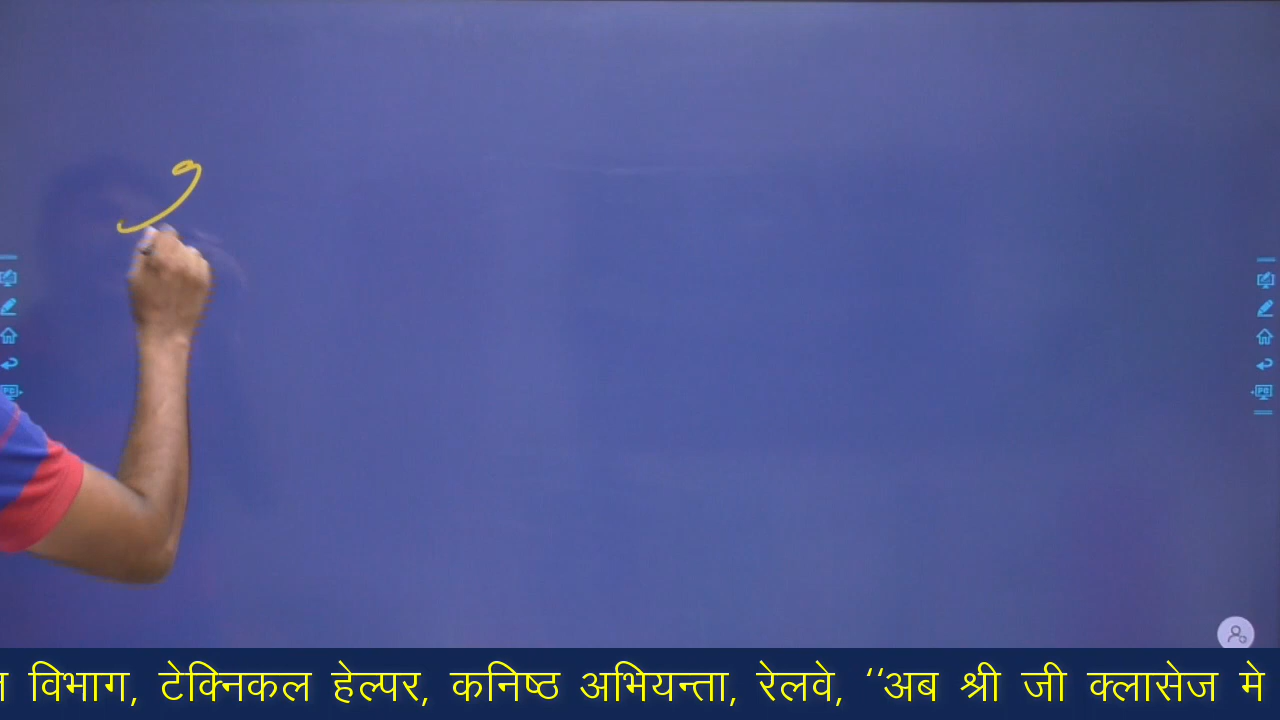 विभाग, टेक्निकल हेल्पर, कनिष्ठ अभियन्ता, रेलवे, ‘‘अब श्री जी क्लासेज मे